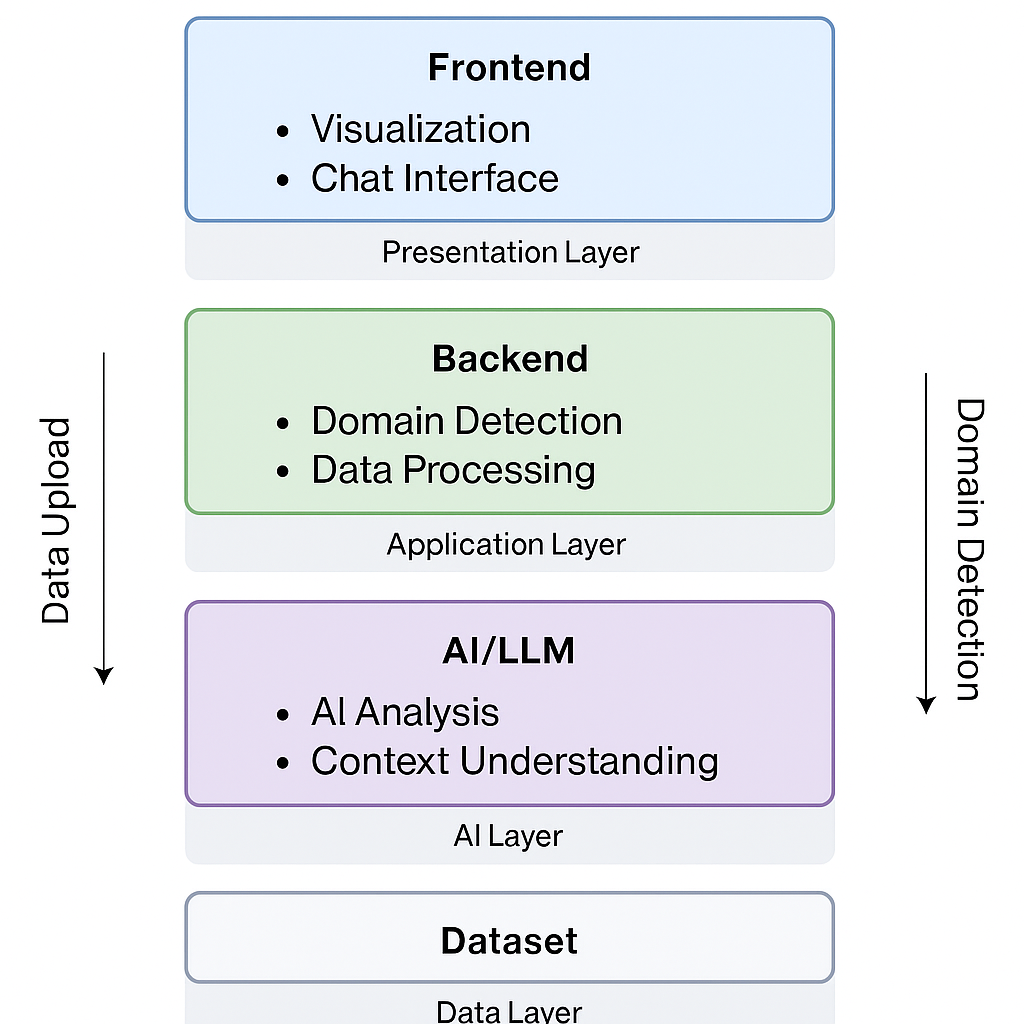 Frontend
• Visualization
• Chat Interface
Presentation Layer
Backend
• Domain Detection
• Data Processing
Application Layer
AI/LLM
• AI Analysis
• Context Understanding
AI Layer
Dataset
Data Layer
Data Upload
Domain Detection